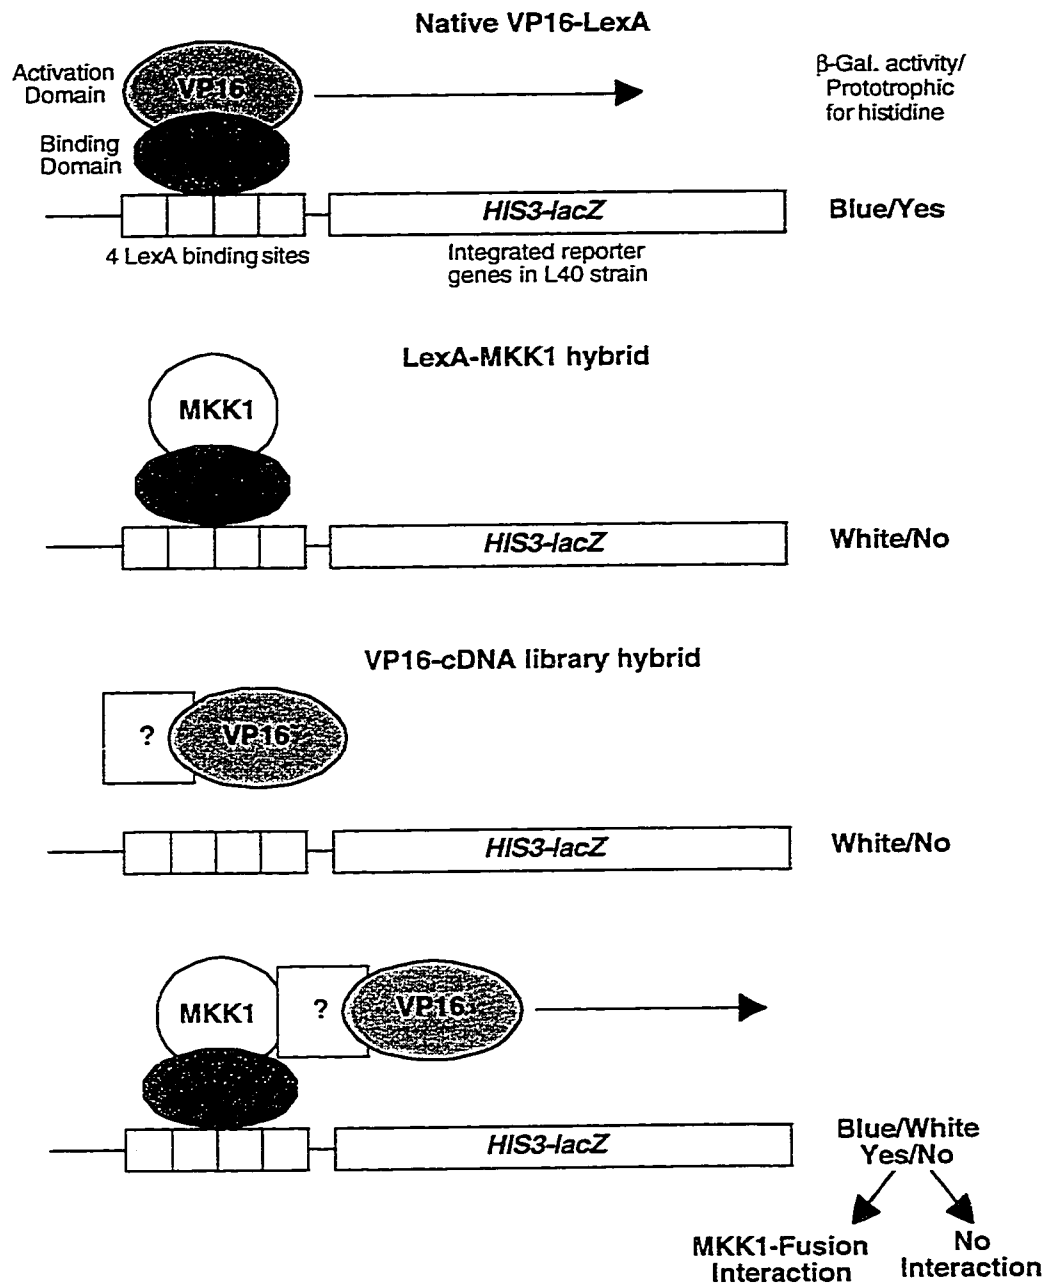 Native VP16-LexA
Activation
Domain
VP16
β-Gal. activity/
Prototrophic
for histidine
Binding
Domain
HIS3-lacZ
Blue/Yes
4 LexA binding sites
Integrated reporter
genes in L40 strain
LexA-MKK1 hybrid
MKK1
HIS3-lacZ
White/No
VP16-cDNA library hybrid
?
VP16
HIS3-lacZ
White/No
MKK1
?
VP16
HIS3-lacZ
Blue/White
Yes/No
MKK1-Fusion
Interaction
No
Interaction